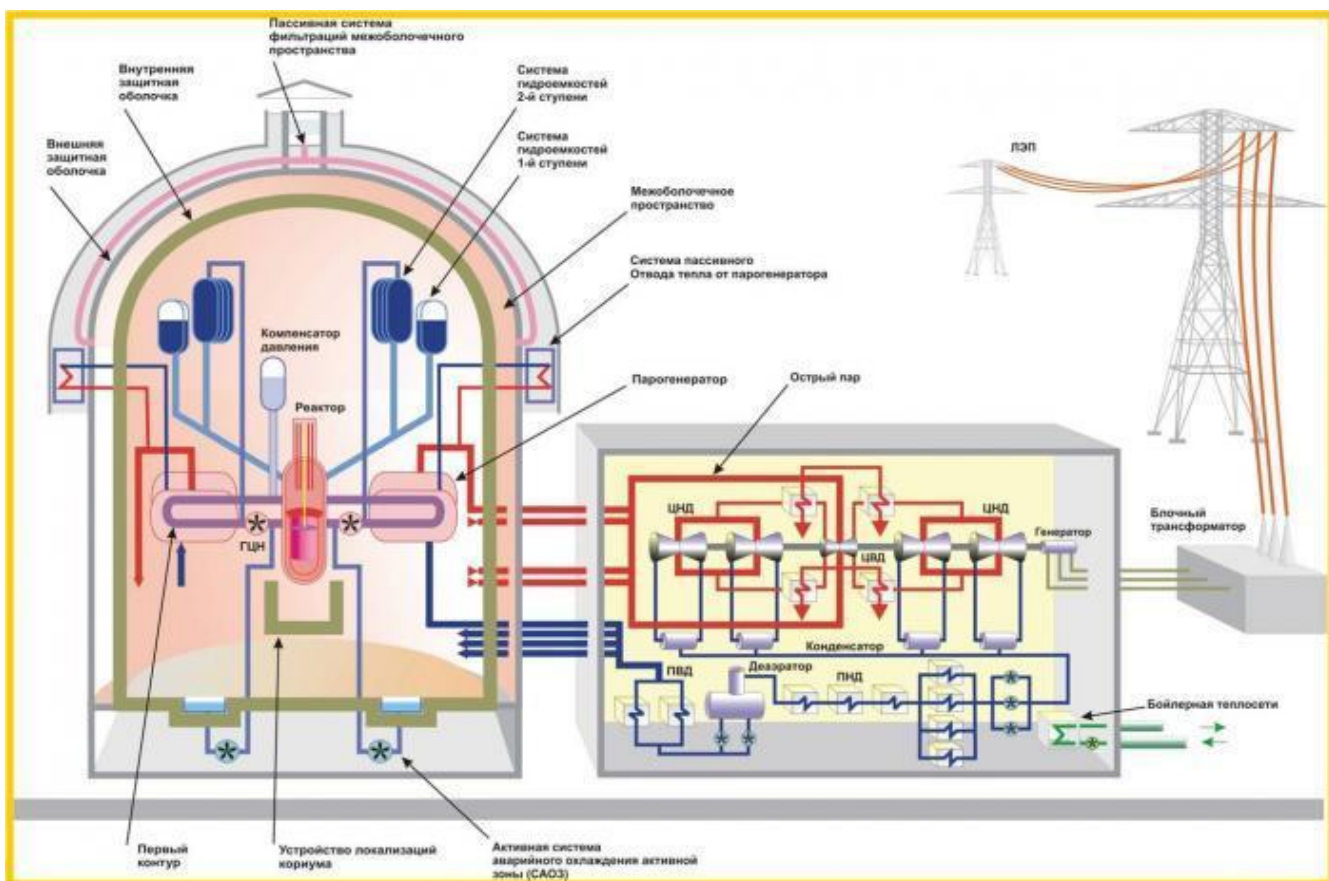 Пассивная система
фильтраций межоболочечного
пространства
Внутренняя
защитная
оболочка
Система
гидроемкостей
2-й ступени
Внешняя
защитная
оболочка
Система
гидроемкостей
1-й ступени
ЛЭП
Межоболочечное
пространство
Система пассивного
Отвода тепла от парогенератора
Компенсатор
давления
Парогенератор
Острый пар
Реактор
ЦНД
ЦНД
Блочный
трансформатор
Генератор
ГЦН
ЦВД
Конденсатор
ПВД
Деаэратор
ПНД
Бойлерная теплосети
Первый
контур
Устройство локализаций
кориума
Активная система
аварийного охлаждения активной
зоны (САОЗ)